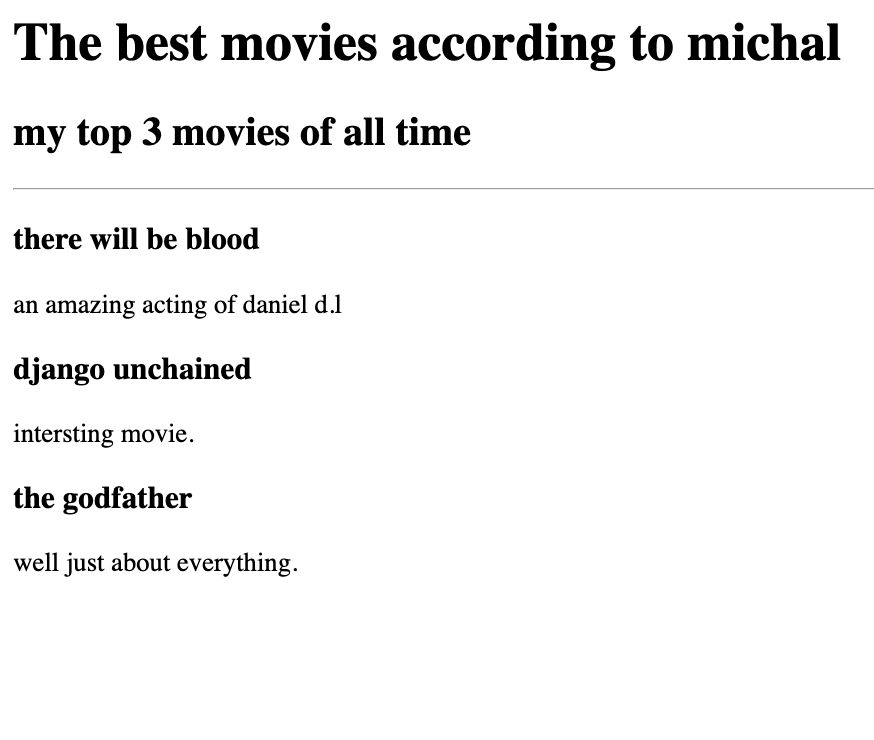 The best movies according to michal
my top 3 movies of all time
there will be blood
an amazing acting of daniel d.l
django unchained
intersting movie.
the godfather
well just about everything.